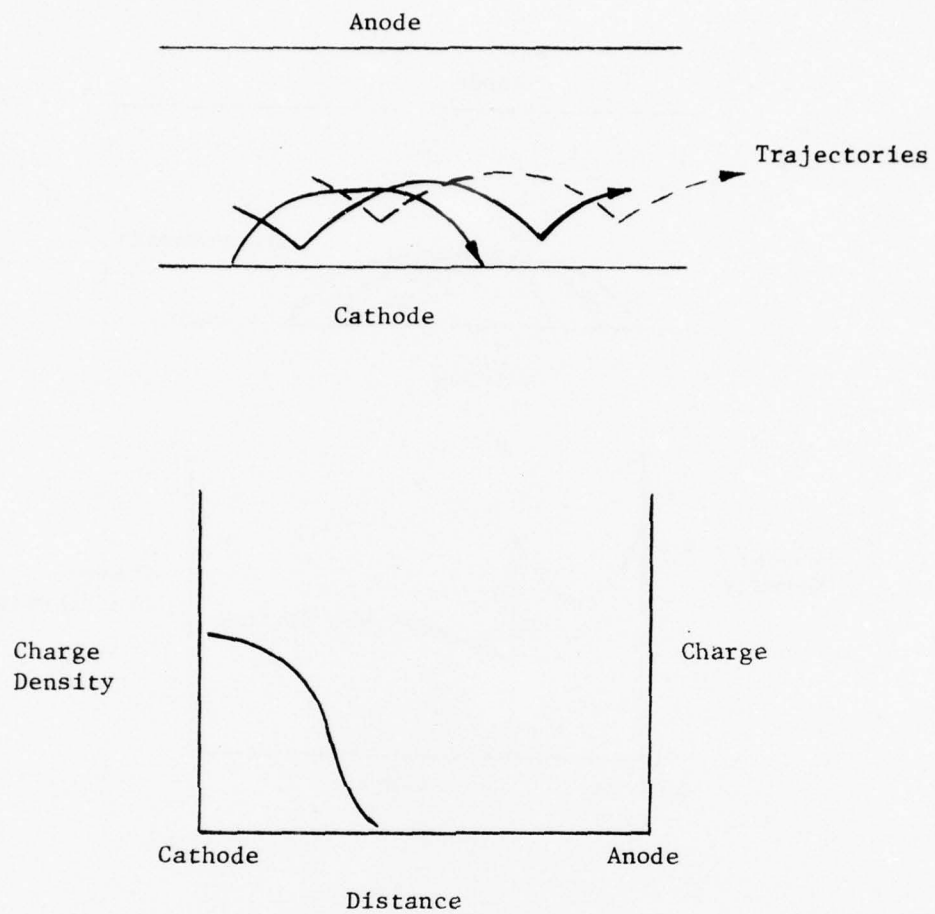 Anode
Trajectories
Cathode
Charge
Density
Charge
Cathode
Anode
Distance